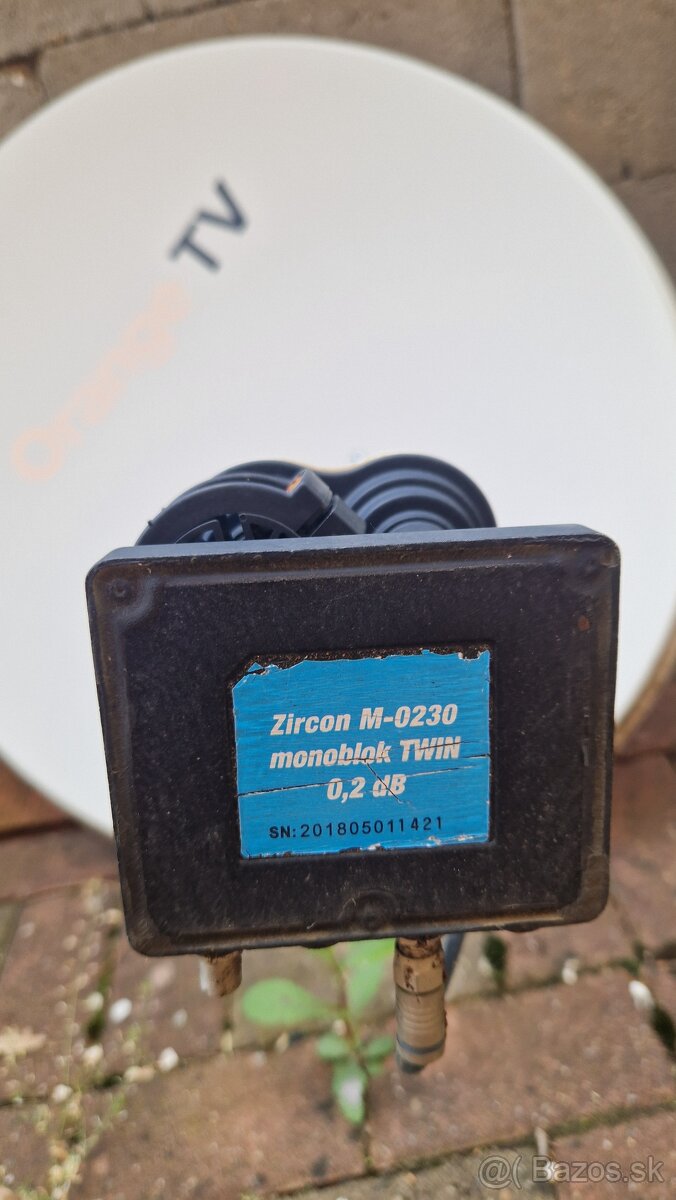 Orange TV
Zircon M-0230
monoblok TWIN
0,2 dB
SN:201805011421
Bazos.sk